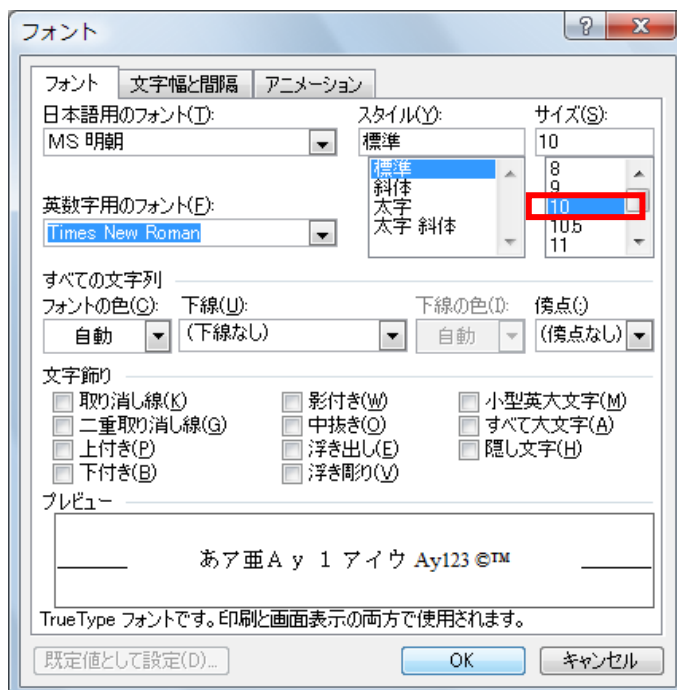 フォント
フォント 文字幅と間隔 アニメーション
日本語用のフォント(T): スタイル(Y): サイズ(S):
MS 明朝 標準 10
標準 8
斜体 9
太字 10
太字 斜体 10.5
11
英数字用のフォント(F):
Times New Roman
すべての文字列
フォントの色(C): 下線(U): 下線の色(I): 傍点(:)
自動 (下線なし) 自動 (傍点なし)
文字飾り
取り消し線(K) 影付き(W) 小型英大文字(M)
二重取り消し線(G) 中抜き(O) すべて大文字(A)
上付き(P) 浮き出し(E) 隠し文字(H)
下付き(B) 浮き彫り(V)
プレビュー
あア亜Ay 1 アイウ Ay123 ©™
TrueType フォントです。印刷と画面表示の両方で使用されます。
既定値として設定(D)... OK キャンセル